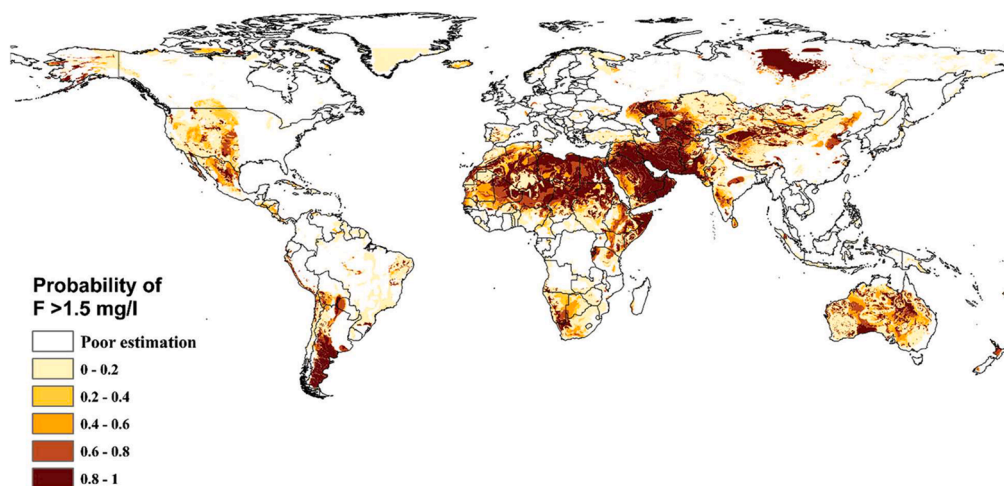 Probability of
F >1.5 mg/l
Poor estimation
0 - 0.2
0.2 - 0.4
0.4 - 0.6
0.6 - 0.8
0.8 - 1